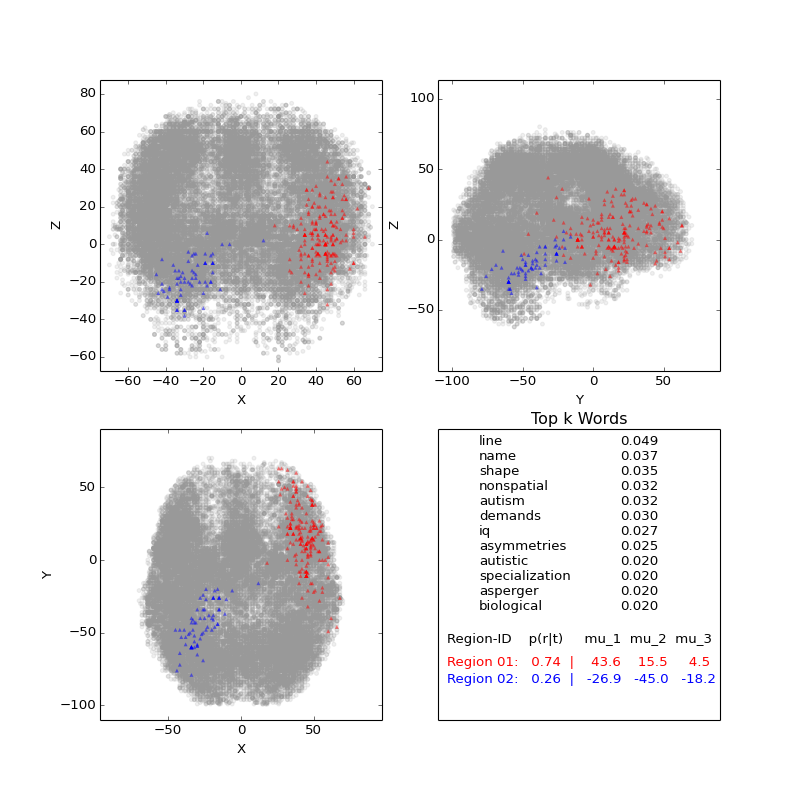 80
60
40
20
0
−20
−40
−60
Z
−60 −40 −20 0 20 40 60
X
100
50
0
−50
Z
−100 −50 0 50
Y
50
0
−50
−100
Y
−50 0 50
X
Top k Words
line 0.049
name 0.037
shape 0.035
nonspatial 0.032
autism 0.032
demands 0.030
iq 0.027
asymmetries 0.025
autistic 0.020
specialization 0.020
asperger 0.020
biological 0.020
Region-ID p(r|t) mu_1 mu_2 mu_3
Region 01: 0.74 | 43.6 15.5 4.5
Region 02: 0.26 | -26.9 -45.0 -18.2